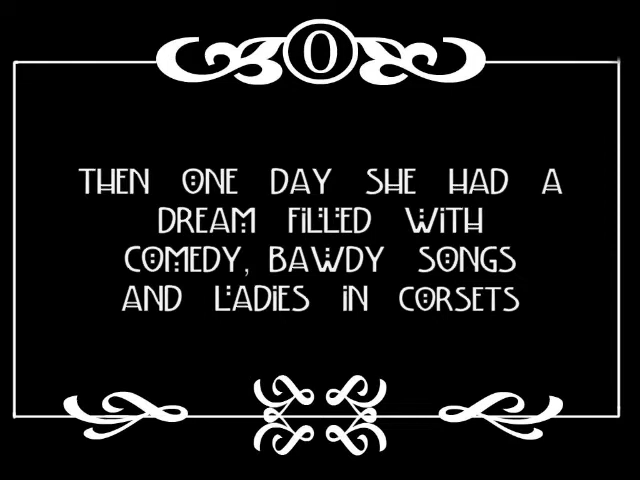 O
THEN ONE DAY SHE HAD A
DREAM FILLED WITH
COMEDY, BAWDY SONGS
AND LADIES IN CORSETS